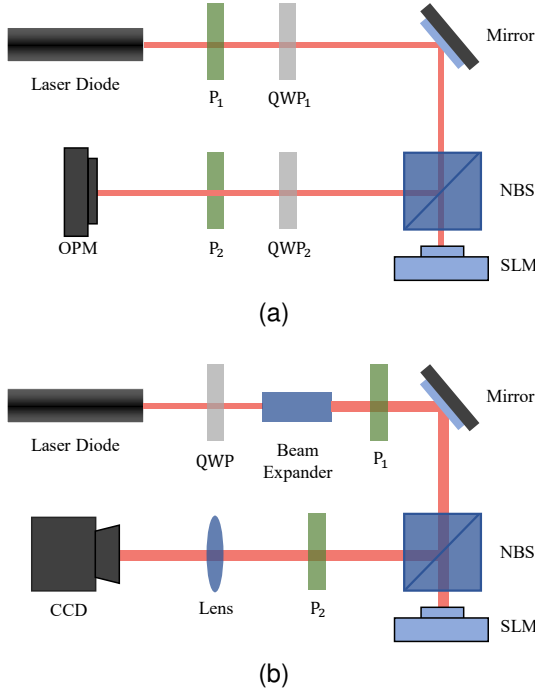 Mirror
Laser Diode
P₁
QWP₁
NBS
OPM
P₂
QWP₂
SLM
(a)
Mirror
Laser Diode
QWP
Beam
Expander
P₁
NBS
CCD
Lens
P₂
SLM
(b)